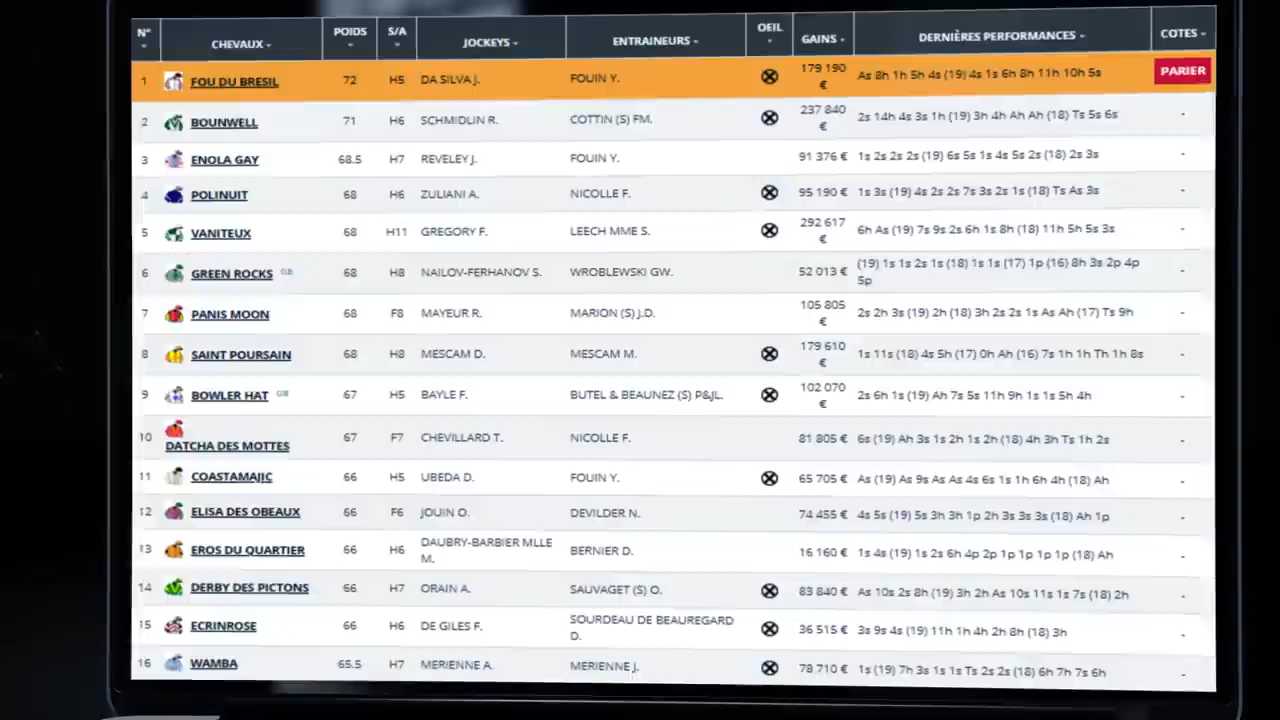 N° CHEVAUX POIDS S/A JOCKEYS ENTRAINEURS OEIL GAINS DERNIÈRES PERFORMANCES COTES
1 FOU DU BRESIL 72 H5 DA SILVA J. FOUIN Y. 179 190 € As 8h 1h 5h 4s (19) 4s 1s 6h 8h 11h 10h 5s PARIER
2 BOUNWELL 71 H6 SCHMIDLIN R. COTTIN (S) FM. 237 840 € 2s 14h 4s 3s 1h (19) 3h 4h Ah Ah (18) Ts 5s 6s -
3 ENOLA GAY 68.5 H7 REVELEY J. FOUIN Y. 91 376 € 1s 2s 2s 2s (19) 6s 5s 1s 4s 5s 2s (18) 2s 3s -
4 POLINUIT 68 H6 ZULIANI A. NICOLLE F. 95 190 € 1s 3s (19) 4s 2s 2s 7s 3s 2s 1s (18) Ts As 3s -
5 VANITEUX 68 H11 GREGORY F. LEECH MME S. 292 617 € 6h As (19) 7s 9s 2s 6h 1s 8h (18) 11h 5h 5s 3s -
6 GREEN ROCKS GB 68 H8 NAILOV-FERHANOV S. WROBLEWSKI GW. 52 013 € (19) 1s 1s 2s 1s (18) 1s 1s (17) 1p (16) 8h 3s 2p 4p
5p -
7 PANIS MOON 68 F8 MAYEUR R. MARION (S) J.D. 105 805 € 2s 2h 3s (19) 2h (18) 3h 2s 2s 1s As Ah (17) Ts 9h -
8 SAINT POURSAIN 68 H8 MESCAM D. MESCAM M. 179 610 € 1s 11s (18) 4s 5h (17) 0h Ah (16) 7s 1h 1h Th 1h 8s -
9 BOWLER HAT GB 67 H5 BAYLE F. BUTEL & BEAUNEZ (S) P&JL. 102 070 € 2s 6h 1s (19) Ah 7s 5s 11h 9h 1s 1s 5h 4h -
10 DATCHA DES MOTTES 67 F7 CHEVILLARD T. NICOLLE F. 81 805 € 6s (19) Ah 3s 1s 2h 1s 2h (18) 4h 3h Ts 1h 2s -
11 COASTAMAJIC 66 H5 UBEDA D. FOUIN Y. 65 705 € As (19) As 9s As As 4s 6s 1s 1h 6h 4h (18) Ah -
12 ELISA DES OBEAUX 66 F6 JOUIN O. DEVILDER N. 74 455 € 4s 5s (19) 5s 3h 3h 1p 2h 3s 3s 3s (18) Ah 1p -
13 EROS DU QUARTIER 66 H6 DAUBRY-BARBIER MLLE
M. BERNIER D. 16 160 € 1s 4s (19) 1s 2s 6h 4p 2p 1p 1p 1p 1p (18) Ah -
14 DERBY DES PICTONS 66 H7 ORAIN A. SAUVAGET (S) O. 83 840 € As 10s 2s 8h (19) 3h 2h As 10s 11s 1s 7s (18) 2h -
15 ECRINROSE 66 H6 DE GILES F. SOURDEAU DE BEAUREGARD
D. 36 515 € 3s 9s 4s (19) 11h 1h 4h 2h 8h (18) 3h -
16 WAMBA 65.5 H7 MERIENNE A. MERIENNE J. 78 710 € 1s (19) 7h 3s 1s 1s Ts 2s 2s (18) 6h 7h 7s 6h -